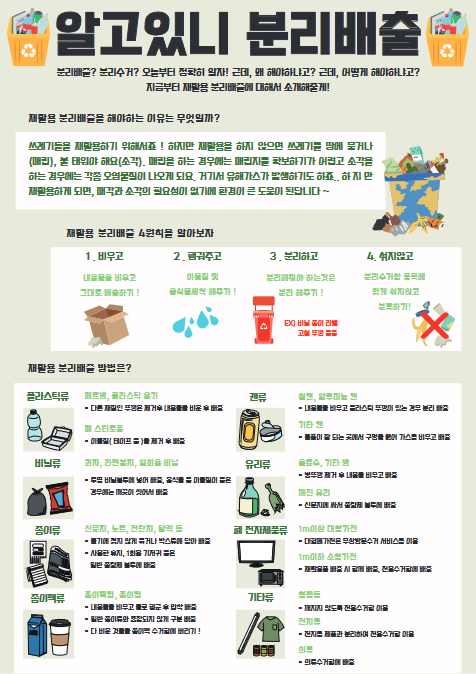 알고있니 분리배출
분리배출? 분리수거? 오늘부터 정확히 알자! 근데, 왜 해야하냐고? 근데, 어떻게 해야하냐고?
지금부터 재활용 분리배출에 대해서 소개해줄게!
재활용 분리배출을 해야하는 이유는 무엇일까?
쓰레기들을 재활용하기 위해서죠 ! 하지만 재활용을 하지 않으면 쓰레기를 땅에 묻거나
(매립), 불 태워야 해요(소각). 매립을 하는 경우에는 매립지를 확보하기가 어렵고 소각을
하는 경우에는 각종 오염물질이 나오게 되요. 거기서 유해가스가 발생하기도 하죠.. 하 지 만
재활용하게 되면, 매각과 소각의 필요성이 없기에 환경에 큰 도움이 된답니다 ~
재활용 분리배출 4원칙을 알아보자
1. 비우고
내용물을 비우고
그대로 배출하기 !
2. 헹궈주고
이물질 및
음식물세척 해주기 !
3. 분리하고
분리해줘야 하는것은
분리 해주기 !
EX) 비닐 종이 라벨
고철 뚜껑 등등
4. 섞지않고
분리수거함 품목에
맞게 섞지않고
분류하기!
재활용 분리배출 방법은?
플라스틱류
페트병, 플라스틱 용기
- 다른 재질인 뚜껑은 제거후 내용물을 비운 후 배출
폐 스티로폼
- 이물질( 테이프 등 )을 제거 후 배출
비닐류
과자, 라면봉지, 일회용 비닐
- 투명 비닐봉투에 넣어 배출, 음식물 등 이물질이 묻은
경우에는 깨끗이 씻어서 배출
종이류
신문지, 노트, 전단지, 달력 등
- 물기에 젖지 않게 묶거나 박스류에 담아 배출
- 사용한 휴지, 1회용 기저귀 등은
일반 종량제 봉투에 배출
종이팩류
종이팩컵, 종이컵
- 내용물을 비우고 물로 헹군 후 압착 배출
- 일반 종이류와 혼합되지 않게 구분 배출
- 다 비운 것들을 종이팩 수거함에 버리기 !
캔류
철캔, 알루미늄 캔
- 내용물을 비우고 플라스틱 뚜껑이 있는 경우 분리 배출
기타 캔
- 통풍이 잘 되는 곳에서 구멍을 뚫어 가스를 비우고 배출
유리류
음료수, 기타 병
- 병뚜껑 제거 후 내용물 비우고 배출
깨진 유리
- 신문지에 싸서 종량제 봉투에 배출
폐 전자제품류
1m이상 대형가전
- 대형폐가전은 무상방문수거 서비스를 이용
1m이하 소형가전
- 재활용품 배출 시 함께 배출, 전용수거함에 배출
기타류
형광등
- 깨지지 않도록 전용수거함 이용
전지류
- 전지를 제품과 분리하여 전용수거함 이용
의류
- 의류수거함에 배출